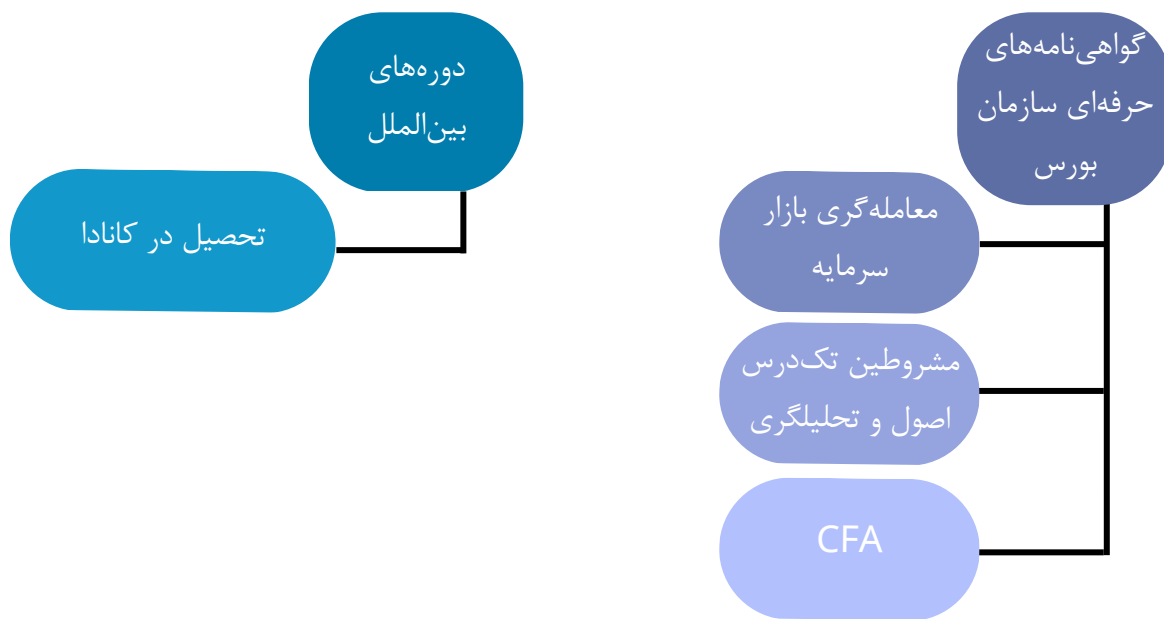 گواهی‌نامه‌های
حرفه‌ای سازمان
بورس
معامله‌گری بازار
سرمایه
مشروطین تک‌درس
اصول و تحلیلگری
CFA
دوره‌های
بین‌الملل
تحصیل در کانادا